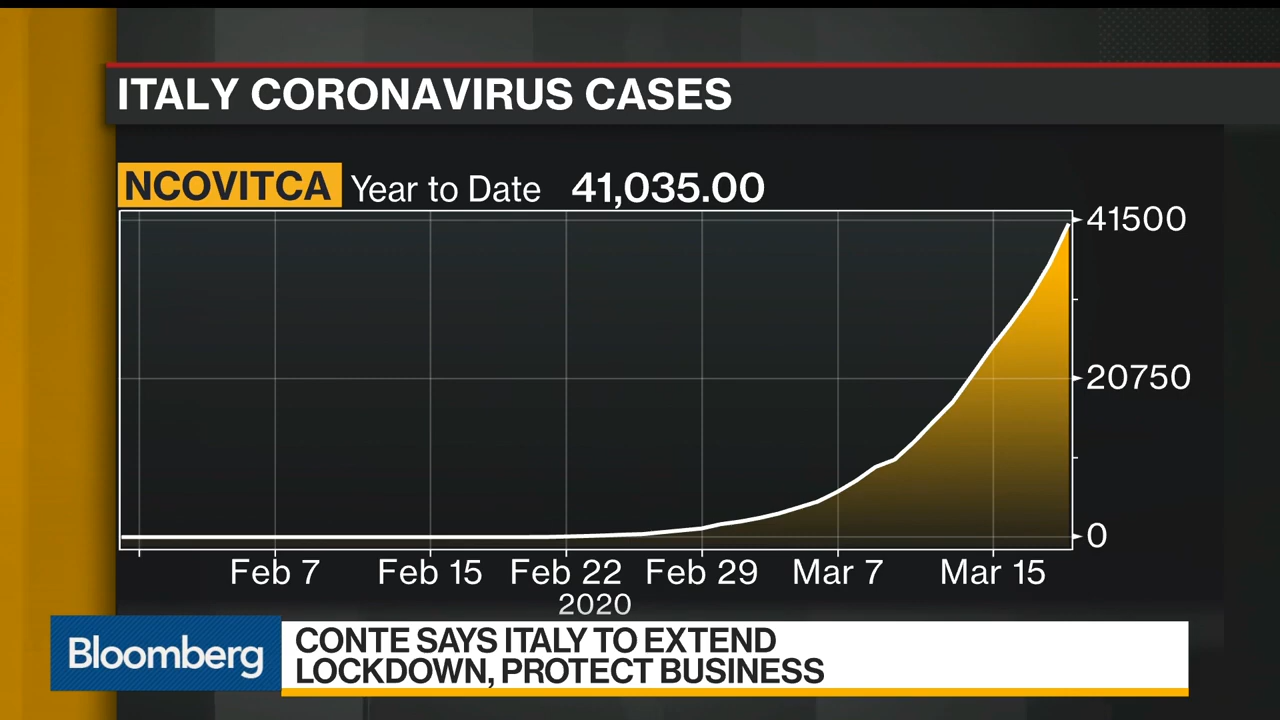 ITALY CORONAVIRUS CASES
NCOVITCA Year to Date 41,035.00
41500
20750
0
Feb 7 Feb 15 Feb 22 Feb 29 Mar 7 Mar 15
2020
Bloomberg
CONTE SAYS ITALY TO EXTEND
LOCKDOWN, PROTECT BUSINESS